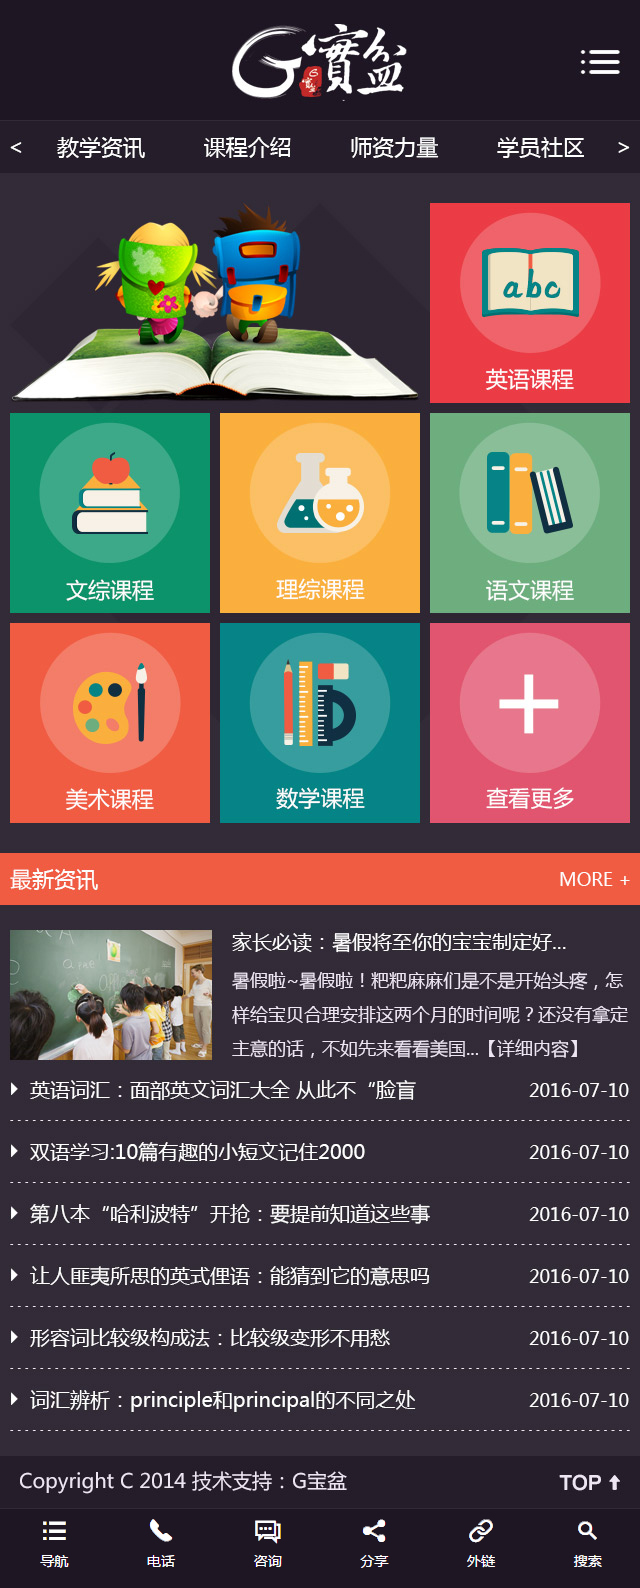 G寶盆
<
教学资讯
课程介绍
师资力量
学员社区
>
abc
英语课程
文综课程
理综课程
语文课程
美术课程
数学课程
查看更多
最新资讯
MORE +
家长必读：暑假将至你的宝宝制定好...
暑假啦~暑假啦！粑粑麻麻们是不是开始头疼，怎
样给宝贝合理安排这两个月的时间呢？还没有拿定
主意的话，不如先来看看美国...【详细内容】
英语词汇：面部英文词汇大全 从此不“脸盲
2016-07-10
双语学习:10篇有趣的小短文记住2000
2016-07-10
第八本“哈利波特”开抢：要提前知道这些事
2016-07-10
让人匪夷所思的英式俚语：能猜到它的意思吗
2016-07-10
形容词比较级构成法：比较级变形不用愁
2016-07-10
词汇辨析：principle和principal的不同之处
2016-07-10
Copyright C 2014 技术支持：G宝盆
TOP
导航
电话
咨询
分享
外链
搜索